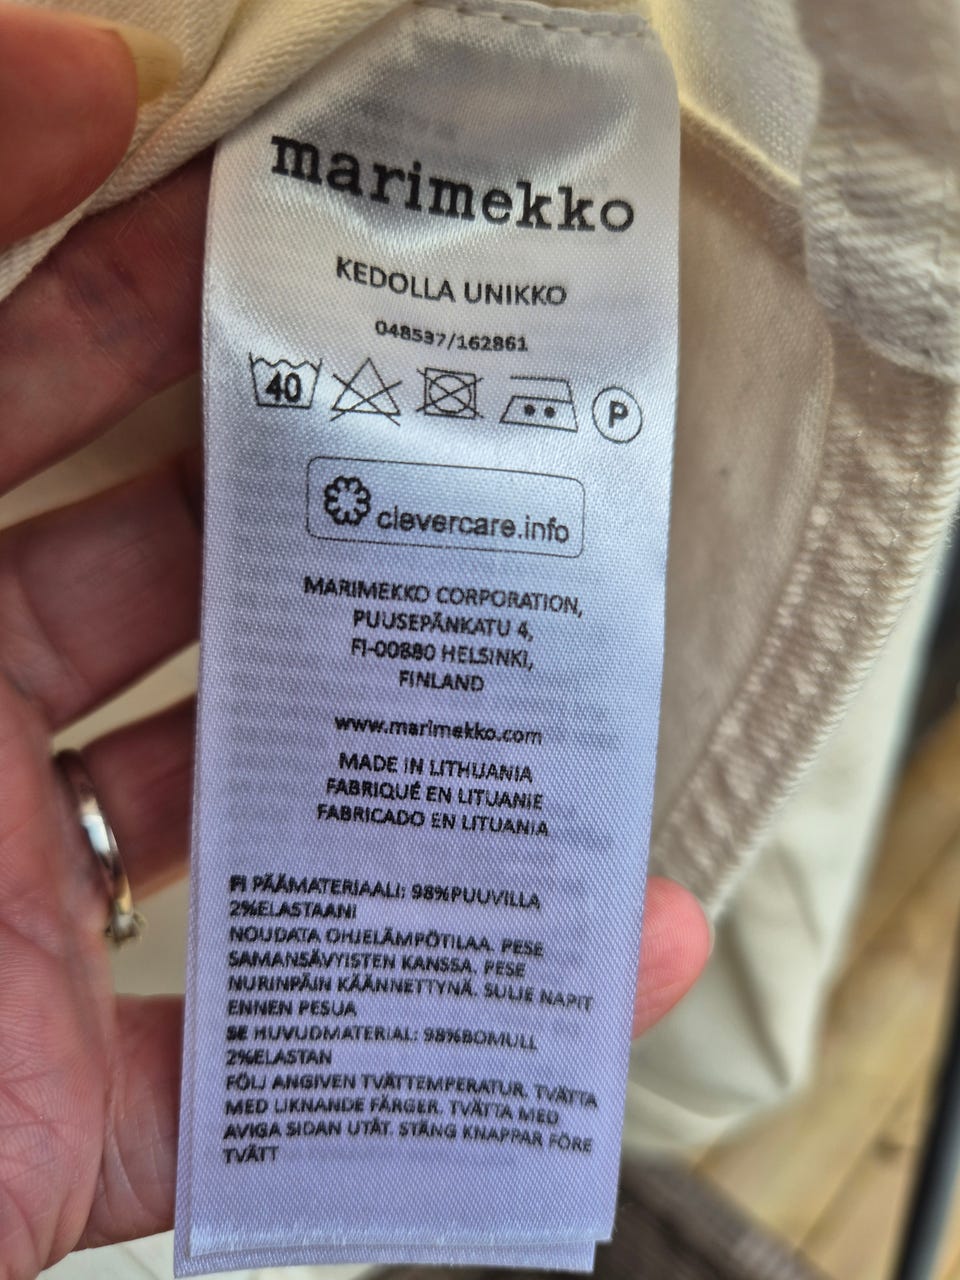 marimekko
KEDOLLA UNIKKO
048537/162861
40
P
clevercare.info
MARIMEKKO CORPORATION,
PUUSEPÄNKATU 4,
FI-00880 HELSINKI,
FINLAND
www.marimekko.com
MADE IN LITHUANIA
FABRIQUÉ EN LITUANIE
FABRICADO EN LITUANIA
FI PÄÄMATERIAALI: 98%PUUVILLA
2%ELASTAANI
NOUDATA OHJELÄMPÖTILAA. PESE
SAMANSÄVYISTEN KANSSA. PESE
NURINPÄIN KÄÄNNETTYNÄ. SULJE NAPIT
ENNEN PESUA
SE HUVUDMATERIAL: 98%BOMULL
2%ELASTAN
FÖLJ ANGIVEN TVÄTTEMPERATUR. TVÄTTA
MED LIKNANDE FÄRGER. TVÄTTA MED
AVIGA SIDAN UTÅT. STÄNG KNAPPAR FÖRE
TVÄTT